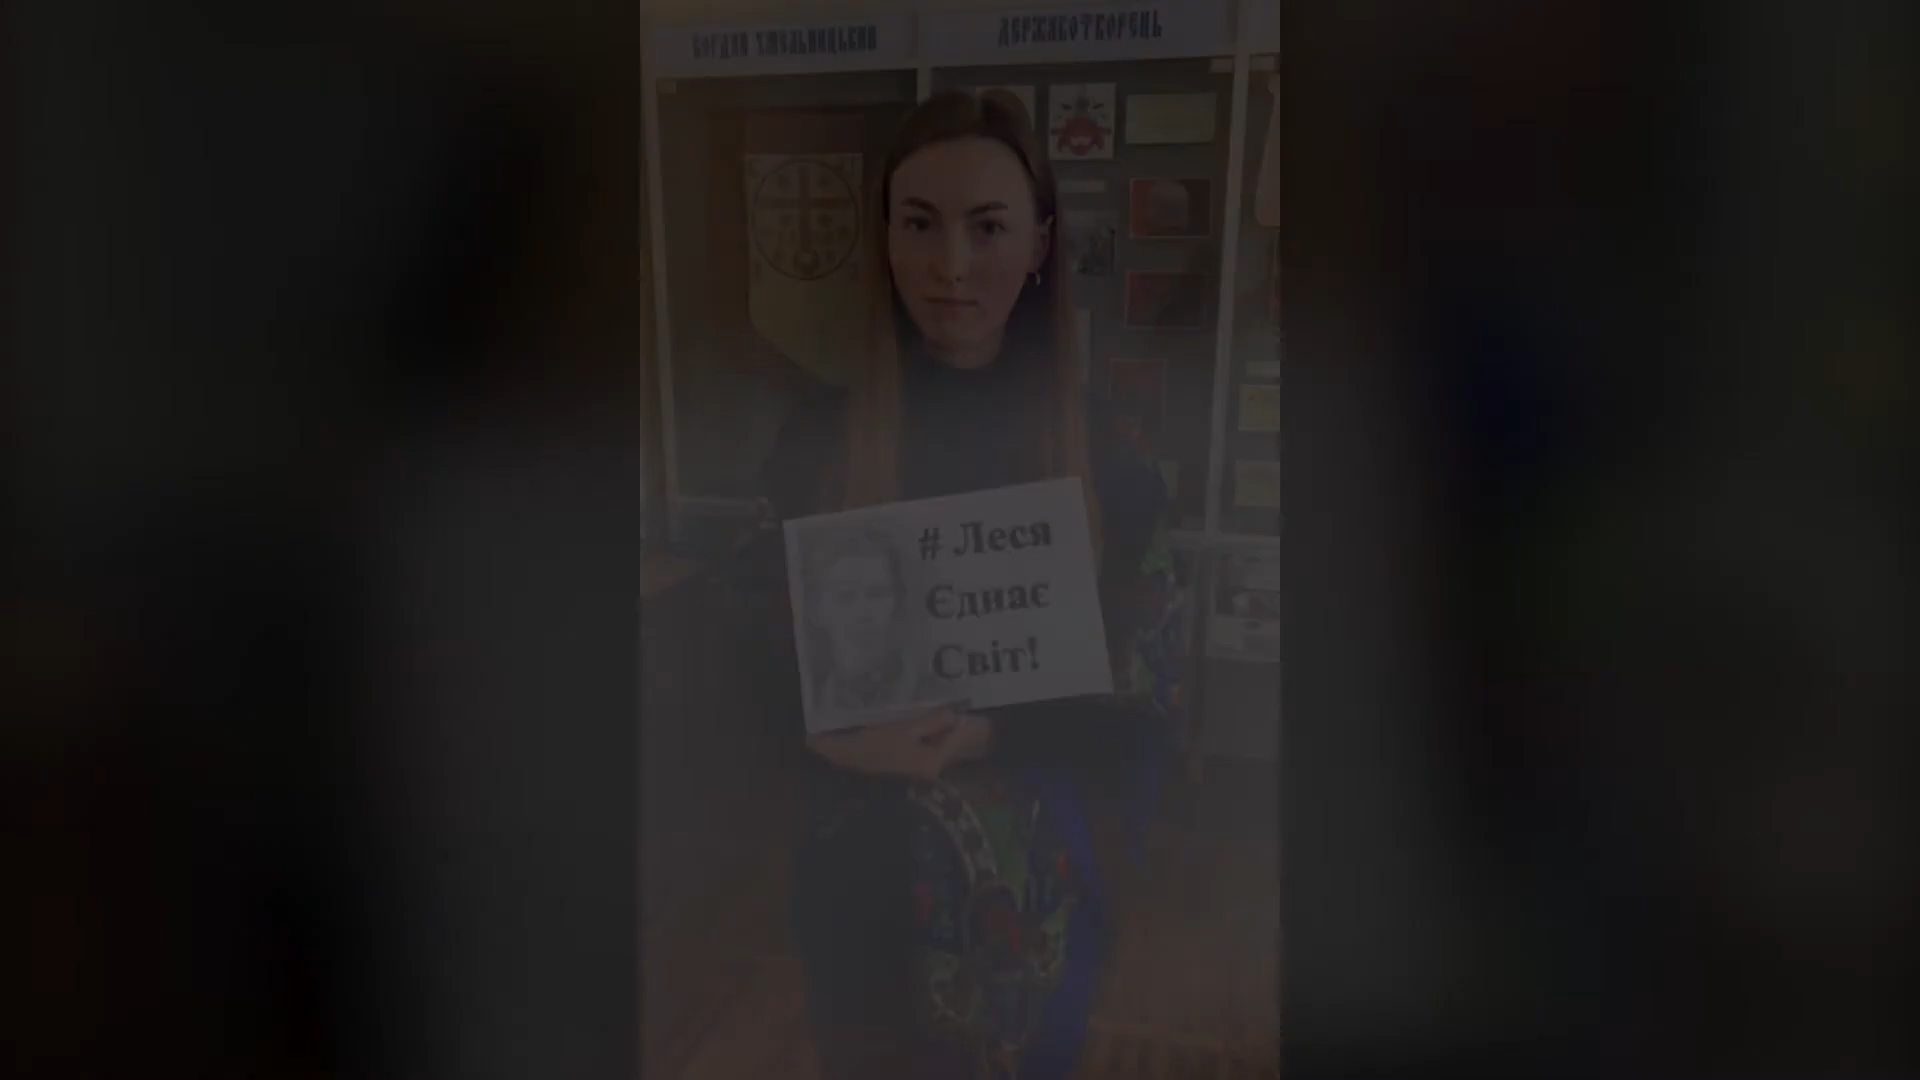 БОГДАН ХМЕЛЬНИЦЬКИЙ
ДЕРЖАВОТВОРЕЦЬ
# Леся
Єднає
Світ!